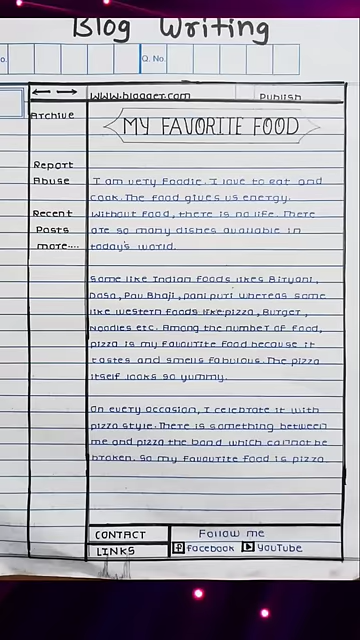 Blog Writing
o.
Q. No.
www.blogger.com
Publish
Archive
MY FAVORITE FOOD
Report
Abuse
Recent
Posts
more....
I am very foodie. I love to eat and
cook. The food gives us energy.
Without food, there is no life. There
are so many dishes available in
today's world.
Some like Indian foods likes Biryani,
Dosa, Pav Bhaji, pani puri whereas some
like western foods like pizza, Burger,
Noodles etc. Among the number of food,
pizza is my favourite food because it
tastes and smells fabulous. The pizza
itself looks so yummy.
On every occasion, I celebrate it with
pizza style. There is something between
me and pizza the bond which cannot be
broken. So my favourite food is pizza.
CONTACT
Follow me
LINKS
f Facebook
YouTube